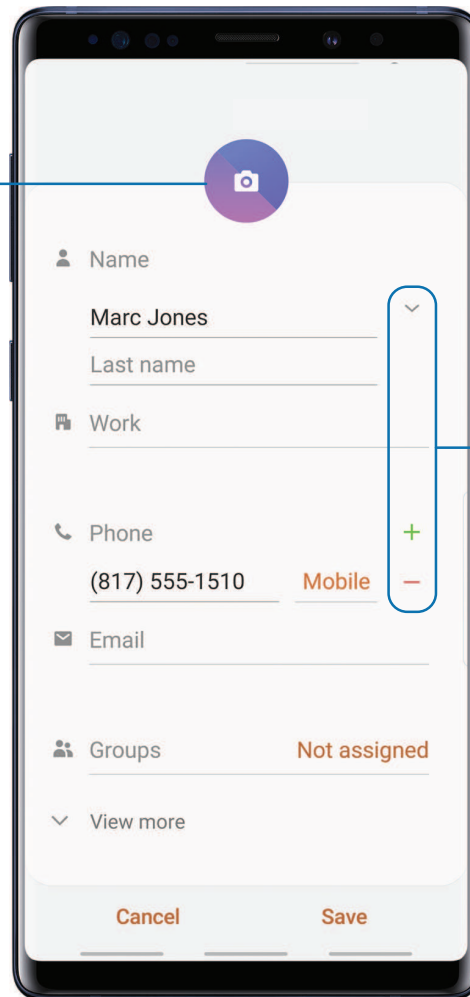 Name
Marc Jones
Last name
Work
Phone
(817) 555-1510 Mobile
Email
Groups Not assigned
View more
Cancel Save